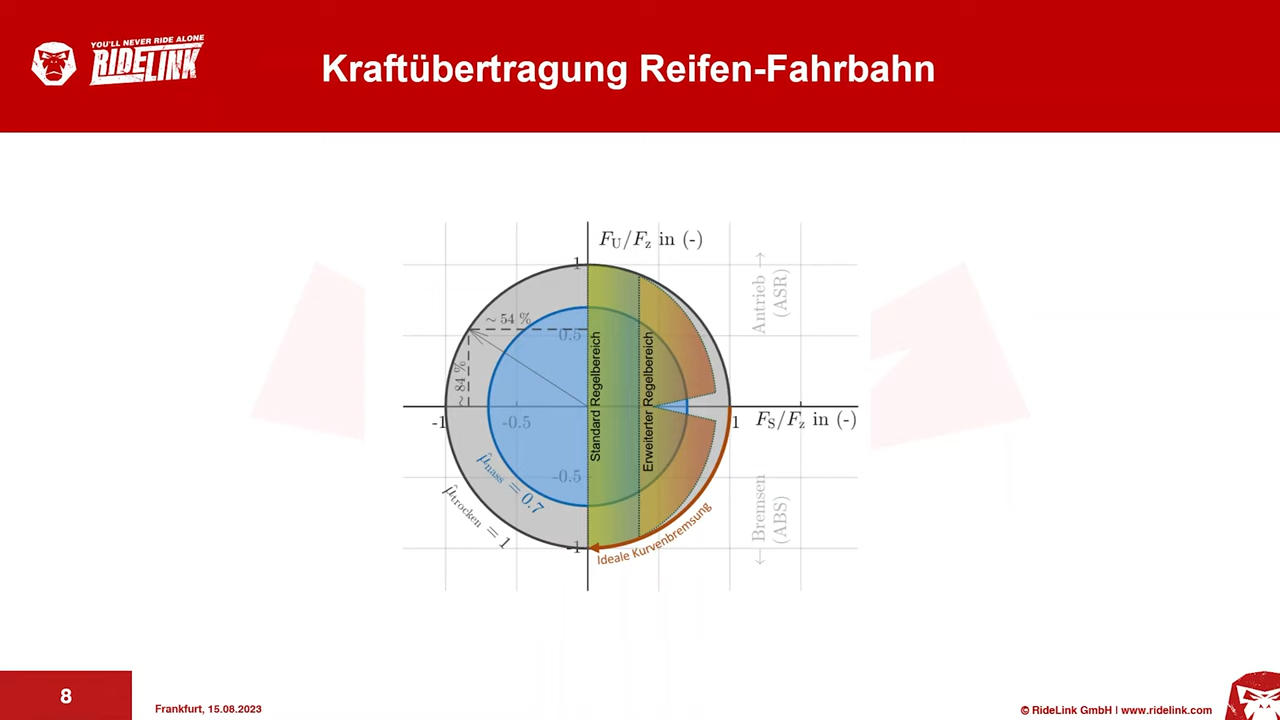 YOU'LL NEVER RIDE ALONE
RIDELINK
Kraftübertragung Reifen-Fahrbahn
F_U/F_z in (-)
1
~ 54 %
0.5
~ 84 %
Standard Regelbereich
Erweiterter Regelbereich
Antrieb →
(ASR)
-1
-0.5
1
F_S/F_z in (-)
-0.5
μ̂_nass = 0.7
μ̂_trocken = 1
-1
Ideale Kurvenbremsung
← Bremsen
(ABS)
8
Frankfurt, 15.08.2023
© RideLink GmbH | www.ridelink.com